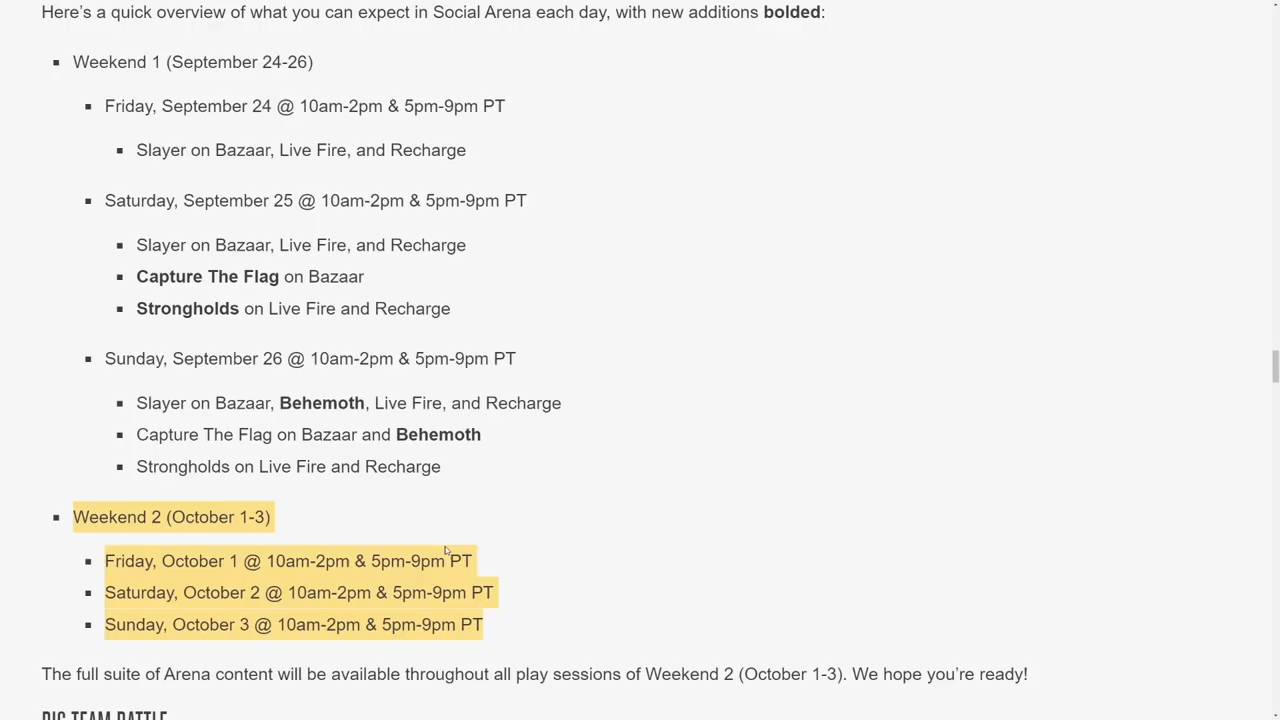 Here's a quick overview of what you can expect in Social Arena each day, with new additions bolded:
Weekend 1 (September 24-26)
Friday, September 24 @ 10am-2pm & 5pm-9pm PT
Slayer on Bazaar, Live Fire, and Recharge
Saturday, September 25 @ 10am-2pm & 5pm-9pm PT
Slayer on Bazaar, Live Fire, and Recharge
Capture The Flag on Bazaar
Strongholds on Live Fire and Recharge
Sunday, September 26 @ 10am-2pm & 5pm-9pm PT
Slayer on Bazaar, Behemoth, Live Fire, and Recharge
Capture The Flag on Bazaar and Behemoth
Strongholds on Live Fire and Recharge
Weekend 2 (October 1-3)
Friday, October 1 @ 10am-2pm & 5pm-9pm PT
Saturday, October 2 @ 10am-2pm & 5pm-9pm PT
Sunday, October 3 @ 10am-2pm & 5pm-9pm PT
The full suite of Arena content will be available throughout all play sessions of Weekend 2 (October 1-3). We hope you're ready!
BIG TEAM BATTLE